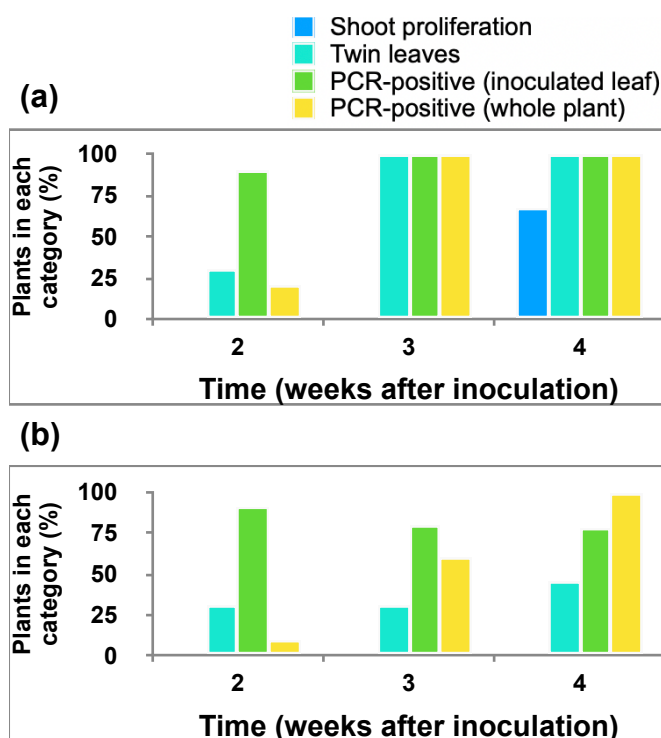 Shoot proliferation
Twin leaves
PCR-positive (inoculated leaf)
PCR-positive (whole plant)
(a)
Plants in each
category (%)
100
75
50
25
0
2 3 4
Time (weeks after inoculation)
(b)
Plants in each
category (%)
100
75
50
25
0
2 3 4
Time (weeks after inoculation)